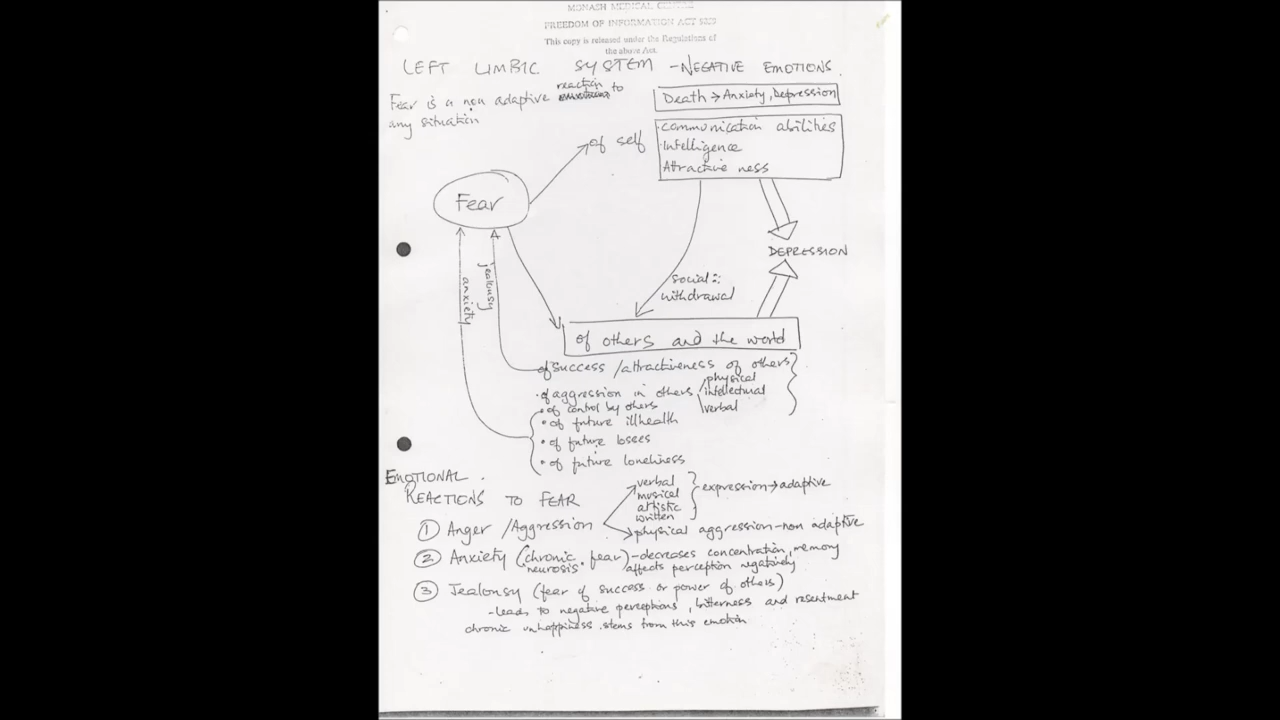 MONASH MEDICAL CENTRE
FREEDOM OF INFORMATION ACT
This copy is released under the Regulations of
the above Act.
LEFT LIMBIC SYSTEM - NEGATIVE EMOTIONS.
Fear is a non adaptive reaction to
any situation
Death → Anxiety, Depression
of self
· Communication abilities
· Intelligence
Attractive ness
Fear
DEPRESSION
jealousy
anxiety
social
withdrawal
of others and the world
of success / attractiveness of others
· of aggression in others physical
intellectual
verbal
· of control by others
· of future illhealth
· of future losses
· of future loneliness
EMOTIONAL.
REACTIONS TO FEAR
verbal
musical
artistic
written
expression → adaptive
① Anger / Aggression
physical aggression - non adaptive
② Anxiety (chronic fear) - decreases concentration, memory
neurosis. affects perception negatively
③ Jealousy (fear of success or power of others)
- leads to negative perceptions, bitterness and resentment
chronic unhappiness stems from this emotion